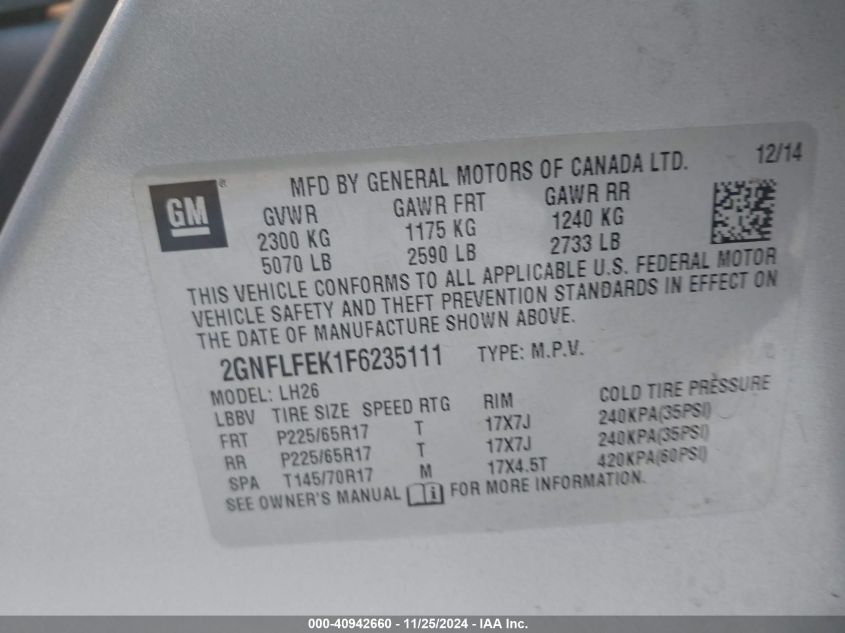 GM ®
MFD BY GENERAL MOTORS OF CANADA LTD. 12/14
GVWR GAWR FRT GAWR RR
2300 KG 1175 KG 1240 KG
5070 LB 2590 LB 2733 LB
THIS VEHICLE CONFORMS TO ALL APPLICABLE U.S. FEDERAL MOTOR
VEHICLE SAFETY AND THEFT PREVENTION STANDARDS IN EFFECT ON
THE DATE OF MANUFACTURE SHOWN ABOVE.
2GNFLFEK1F6235111 TYPE: M.P.V.
MODEL: LH26
LBBV TIRE SIZE SPEED RTG RIM COLD TIRE PRESSURE
FRT P225/65R17 T 17X7J 240KPA(35PSI)
RR P225/65R17 T 17X7J 240KPA(35PSI)
SPA T145/70R17 M 17X4.5T 420KPA(60PSI)
SEE OWNER'S MANUAL FOR MORE INFORMATION.
000-40942660 - 11/25/2024 - IAA Inc.